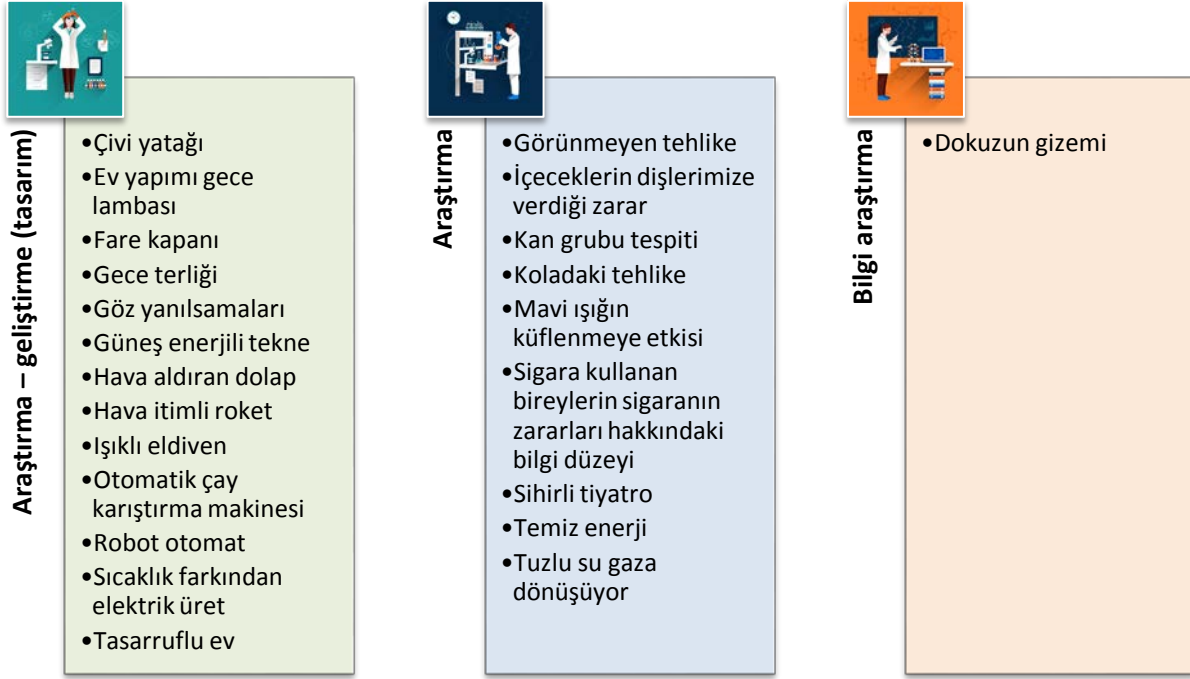 Araştırma – geliştirme (tasarım)
•Çivi yatağı
•Ev yapımı gece
lambası
•Fare kapanı
•Gece terliği
•Göz yanılsamaları
•Güneş enerjili tekne
•Hava aldıran dolap
•Hava itimli roket
•Işıklı eldiven
•Otomatik çay
karıştırma makinesi
•Robot otomat
•Sıcaklık farkından
elektrik üret
•Tasarruflu ev
Araştırma
•Görünmeyen tehlike
•İçeceklerin dişlerimize
verdiği zarar
•Kan grubu tespiti
•Koladaki tehlike
•Mavi ışığın
küflenmeye etkisi
•Sigara kullanan
bireylerin sigaranın
zararları hakkındaki
bilgi düzeyi
•Sihirli tiyatro
•Temiz enerji
•Tuzlu su gaza
dönüşüyor
Bilgi araştırma
•Dokuzun gizemi